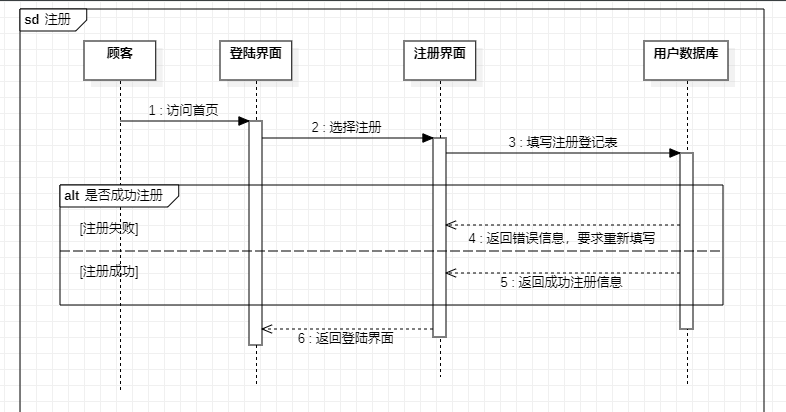 sd 注册
顾客
登陆界面
注册界面
用户数据库
1 : 访问首页
2 : 选择注册
3 : 填写注册登记表
alt 是否成功注册
[注册失败]
4 : 返回错误信息，要求重新填写
[注册成功]
5 : 返回成功注册信息
6 : 返回登陆界面